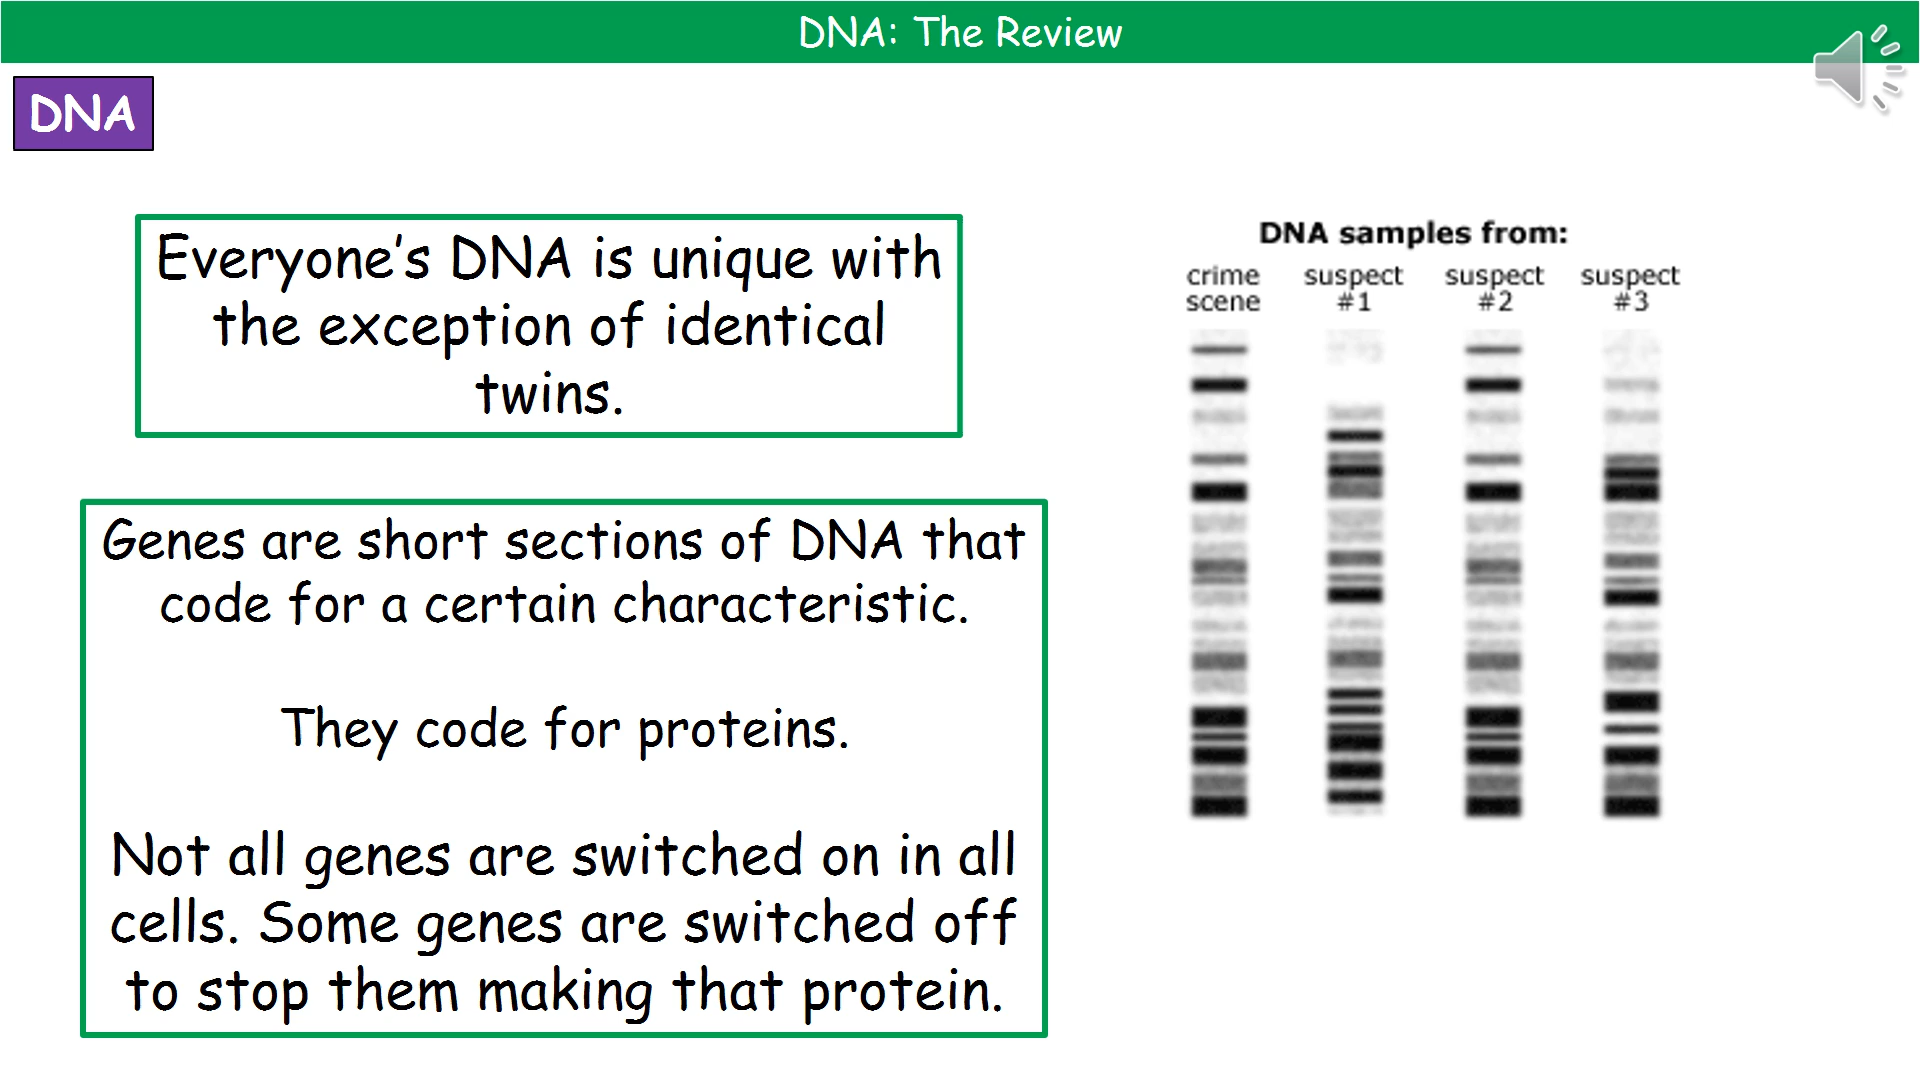 DNA: The Review
DNA
Everyone’s DNA is unique with
the exception of identical
twins.
Genes are short sections of DNA that
code for a certain characteristic.
They code for proteins.
Not all genes are switched on in all
cells. Some genes are switched off
to stop them making that protein.
DNA samples from:
crime scene
suspect #1
suspect #2
suspect #3